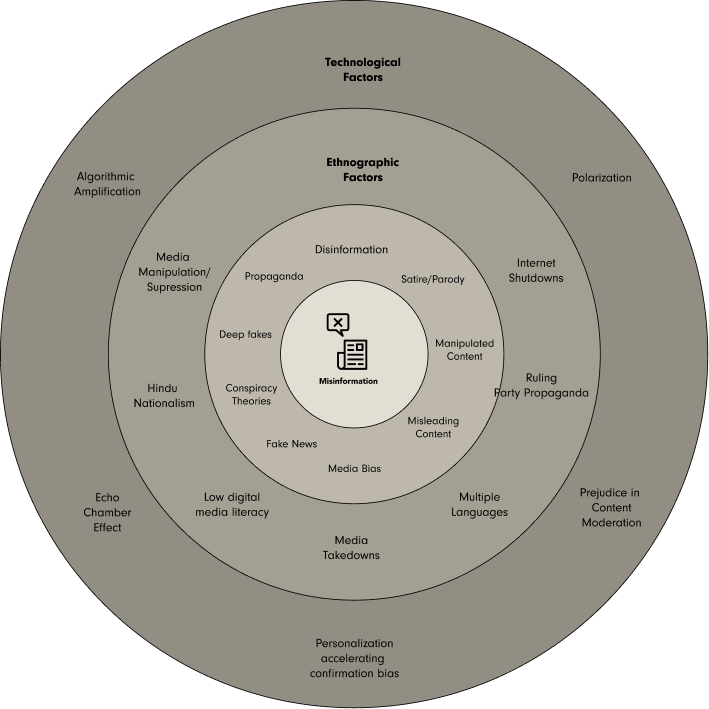 Technological
Factors
Algorithmic
Amplification
Polarization
Ethnographic
Factors
Media
Manipulation/
Supression
Internet
Shutdowns
Disinformation
Propaganda
Satire/Parody
Deep fakes
Manipulated
Content
Misinformation
Conspiracy
Theories
Misleading
Content
Fake News
Media Bias
Hindu
Nationalism
Ruling
Party Propaganda
Low digital
media literacy
Multiple
Languages
Media
Takedowns
Echo
Chamber
Effect
Prejudice in
Content
Moderation
Personalization
accelerating
confirmation bias